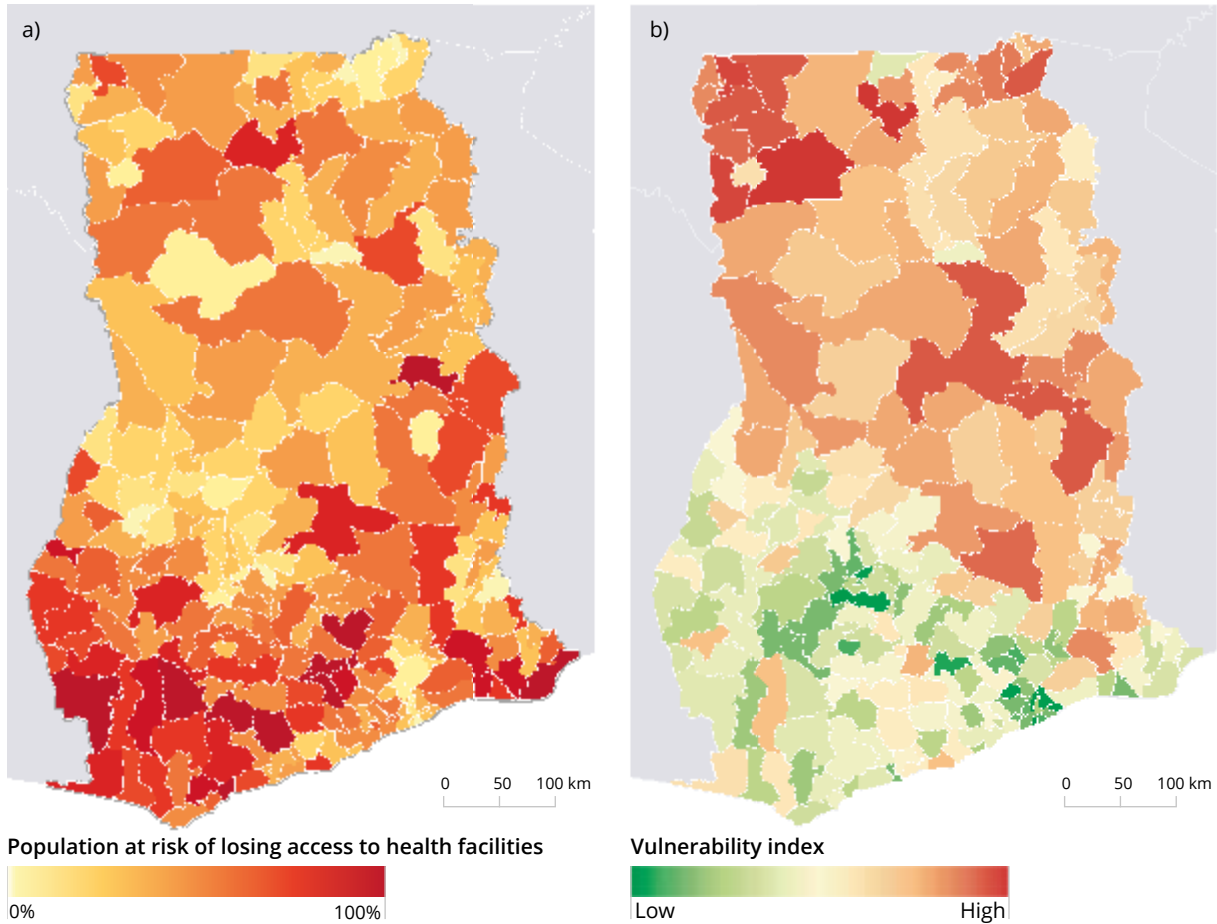 a)
b)
0 50 100 km
0 50 100 km
Population at risk of losing access to health facilities
0% 100%
Vulnerability index
Low High